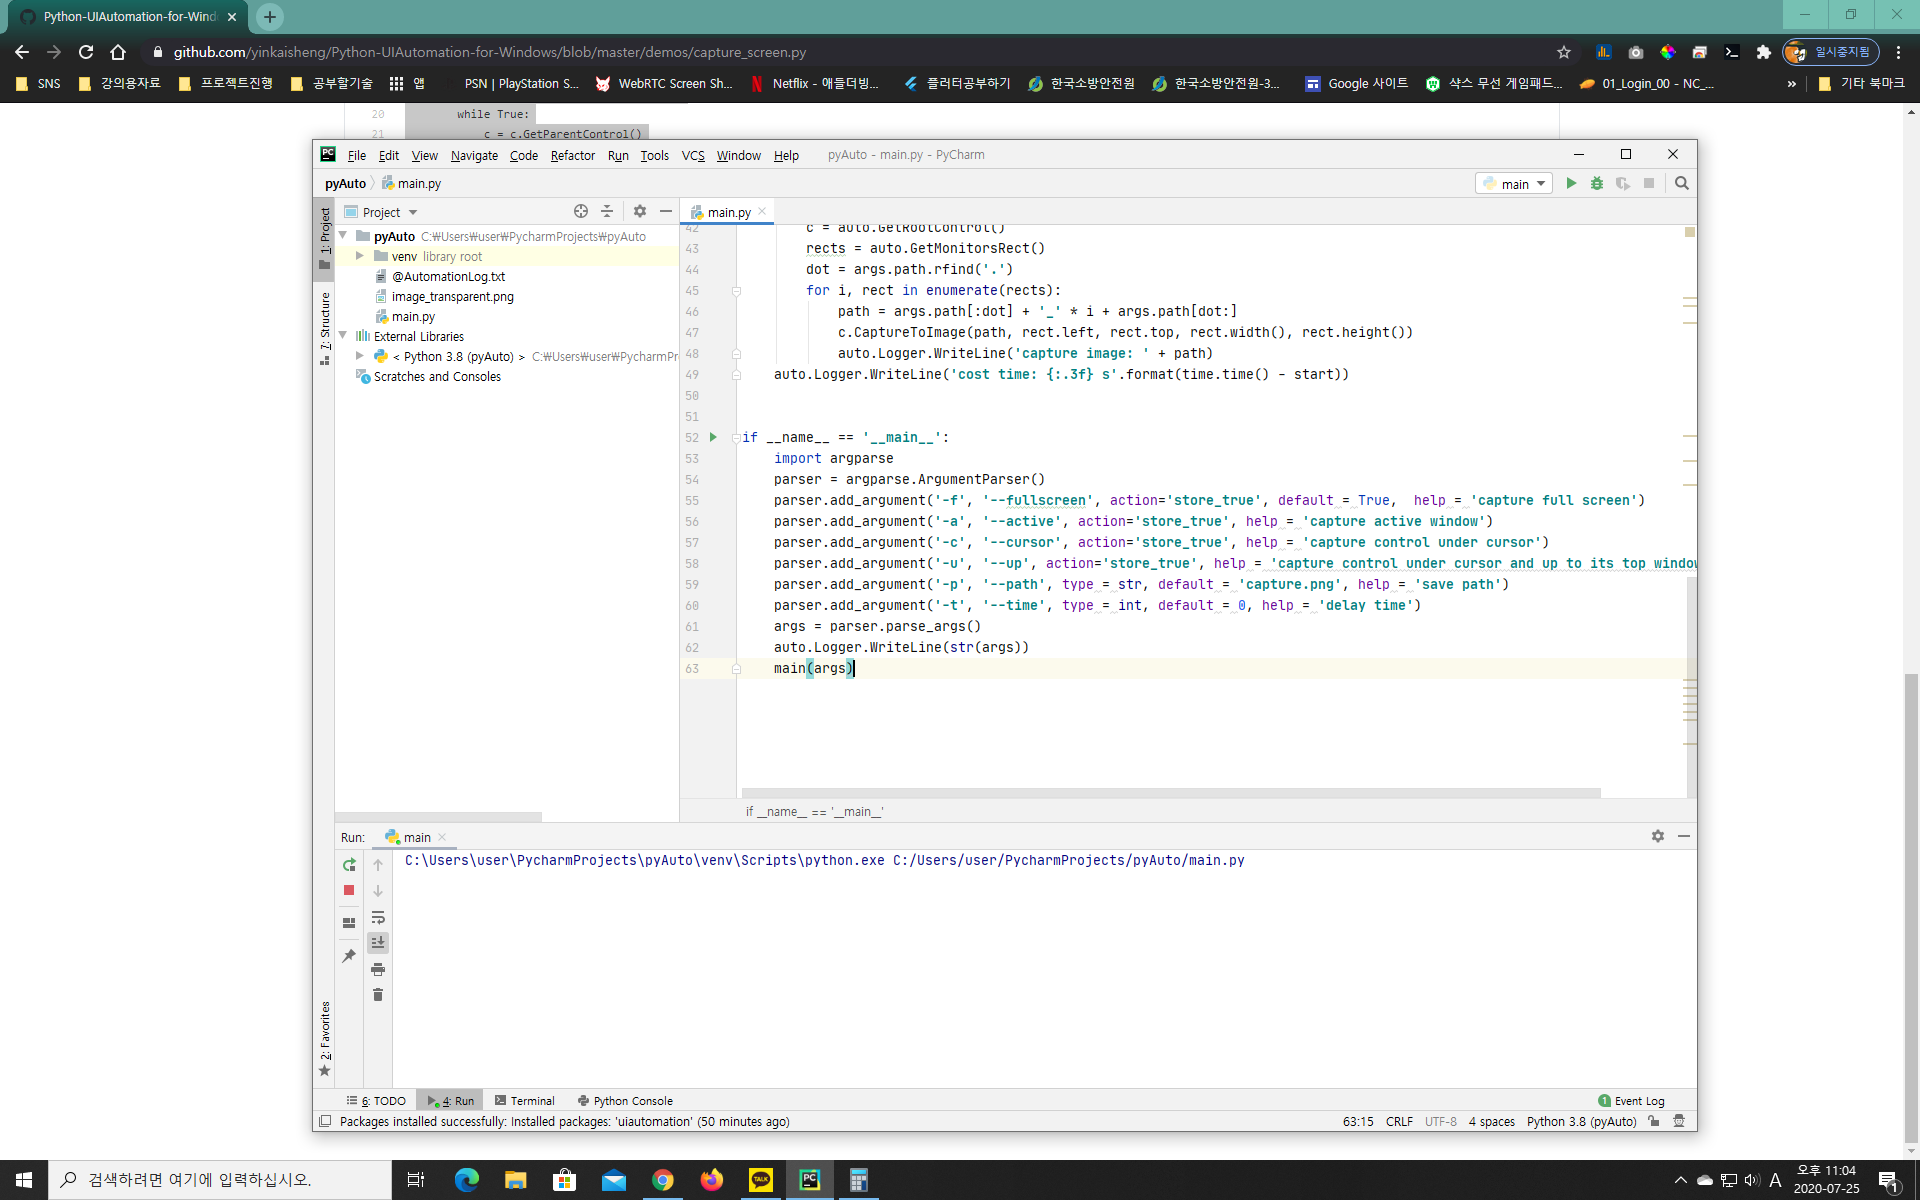 Python-UIAutomation-for-Wind
github.com/yinkaisheng/Python-UIAutomation-for-Windows/blob/master/demos/capture_screen.py
일시중지됨
SNS
강의용자료
프로젝트진행
공부할기술
앱
PSN | PlayStation S...
WebRTC Screen Sh...
Netflix - 애들더빙...
플러터공부하기
한국소방안전원
한국소방안전원-3...
Google 사이트
샥스 무선 게임패드...
01_Login_00 - NC_...
»
기타 북마크
20 while True:
21 c = c.GetParentControl()
PC File Edit View Navigate Code Refactor Run Tools VCS Window Help pyAuto - main.py - PyCharm
pyAuto main.py
main
1: Project
7: Structure
2: Favorites
Project
pyAuto C:₩Users₩user₩PycharmProjects₩pyAuto
venv library root
@AutomationLog.txt
image_transparent.png
main.py
External Libraries
< Python 3.8 (pyAuto) > C:₩Users₩user₩PycharmPr
Scratches and Consoles
main.py
42 c = auto.GetRootControl()
43 rects = auto.GetMonitorsRect()
44 dot = args.path.rfind('.')
45 for i, rect in enumerate(rects):
46 path = args.path[:dot] + '_' * i + args.path[dot:]
47 c.CaptureToImage(path, rect.left, rect.top, rect.width(), rect.height())
48 auto.Logger.WriteLine('capture image: ' + path)
49 auto.Logger.WriteLine('cost time: {:.3f} s'.format(time.time() - start))
50
51
52 if __name__ == '__main__':
53 import argparse
54 parser = argparse.ArgumentParser()
55 parser.add_argument('-f', '--fullscreen', action='store_true', default = True,  help = 'capture full screen')
56 parser.add_argument('-a', '--active', action='store_true', help = 'capture active window')
57 parser.add_argument('-c', '--cursor', action='store_true', help = 'capture control under cursor')
58 parser.add_argument('-u', '--up', action='store_true', help = 'capture control under cursor and up to its top window
59 parser.add_argument('-p', '--path', type = str, default = 'capture.png', help = 'save path')
60 parser.add_argument('-t', '--time', type = int, default = 0, help = 'delay time')
61 args = parser.parse_args()
62 auto.Logger.WriteLine(str(args))
63 main(args)
if __name__ == '__main__'
Run: main
C:\Users\user\PycharmProjects\pyAuto\venv\Scripts\python.exe C:/Users/user/PycharmProjects/pyAuto/main.py
6: TODO 4: Run Terminal Python Console 1 Event Log
Packages installed successfully: Installed packages: 'uiautomation' (50 minutes ago) 63:15 CRLF UTF-8 4 spaces Python 3.8 (pyAuto)
검색하려면 여기에 입력하십시오.
TALK
PC
A
오후 11:04
2020-07-25
1